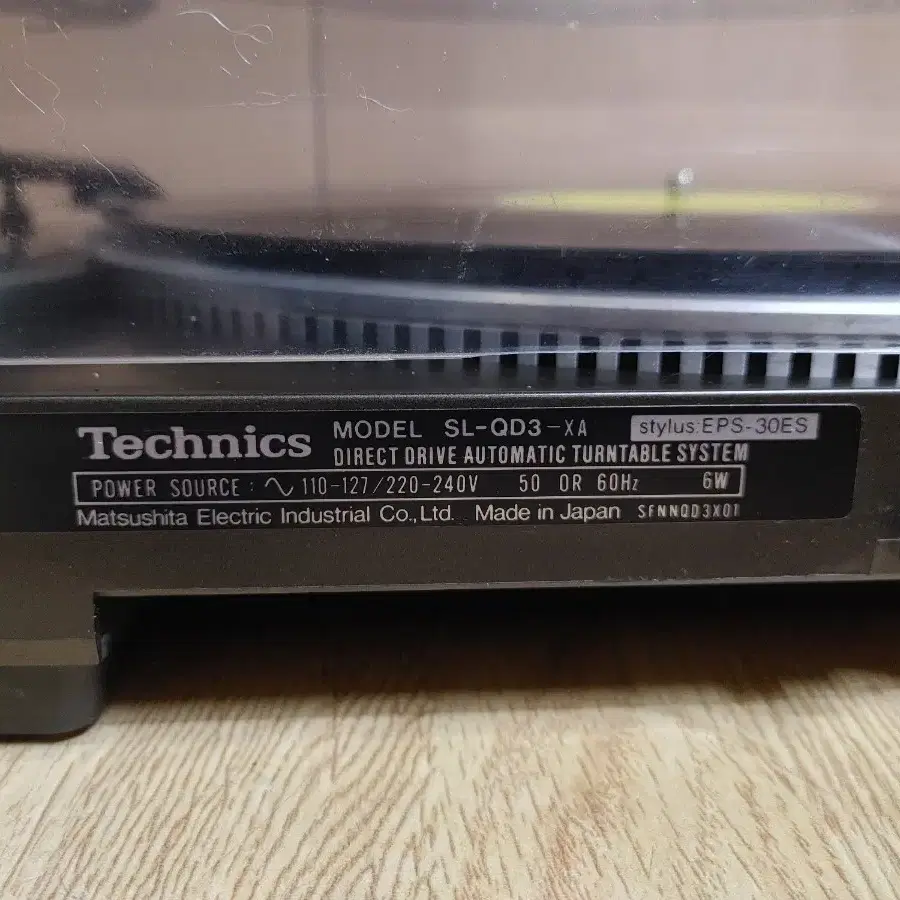 Technics MODEL SL-QD3-XA stylus:EPS-30ES
DIRECT DRIVE AUTOMATIC TURNTABLE SYSTEM
POWER SOURCE : ∿ 110-127/220-240V 50 OR 60Hz 6W
Matsushita Electric Industrial Co.,Ltd. Made in Japan SFNNQD3X01